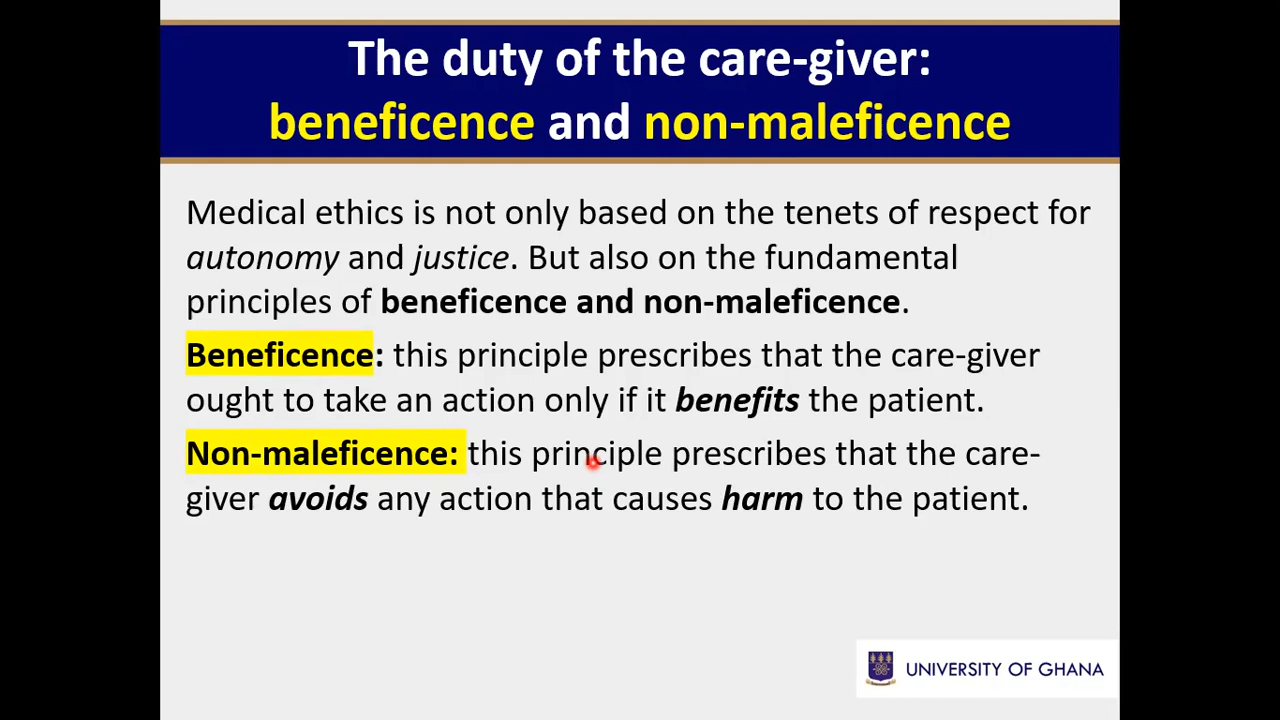 The duty of the care-giver:
beneficence and non-maleficence
Medical ethics is not only based on the tenets of respect for
autonomy and justice. But also on the fundamental
principles of beneficence and non-maleficence.
Beneficence: this principle prescribes that the care-giver
ought to take an action only if it benefits the patient.
Non-maleficence: this principle prescribes that the care-
giver avoids any action that causes harm to the patient.
UNIVERSITY OF GHANA